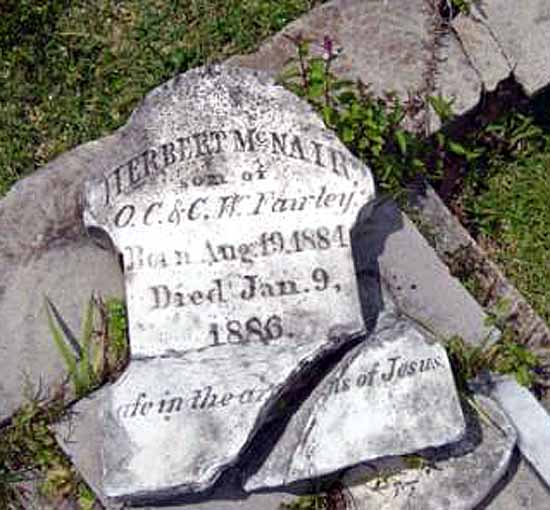 HERBERT McNAIR
son of
O. C. & C. W. Fairley
Born Aug 19, 1884
Died Jan. 9,
1886.
afe in the ar ms of Jesus.